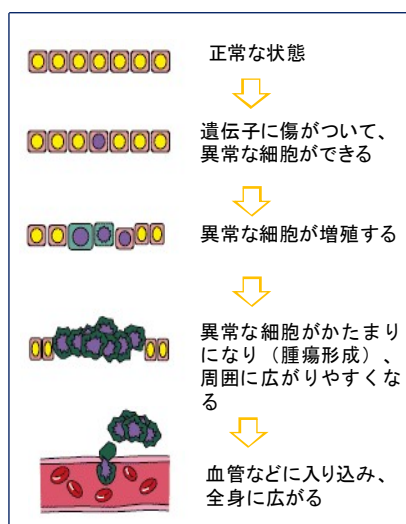 正常な状態
遺伝子に傷がついて、
異常な細胞ができる
異常な細胞が増殖する
異常な細胞がかたまり
になり（腫瘍形成）、
周囲に広がりやすくな
る
血管などに入り込み、
全身に広がる